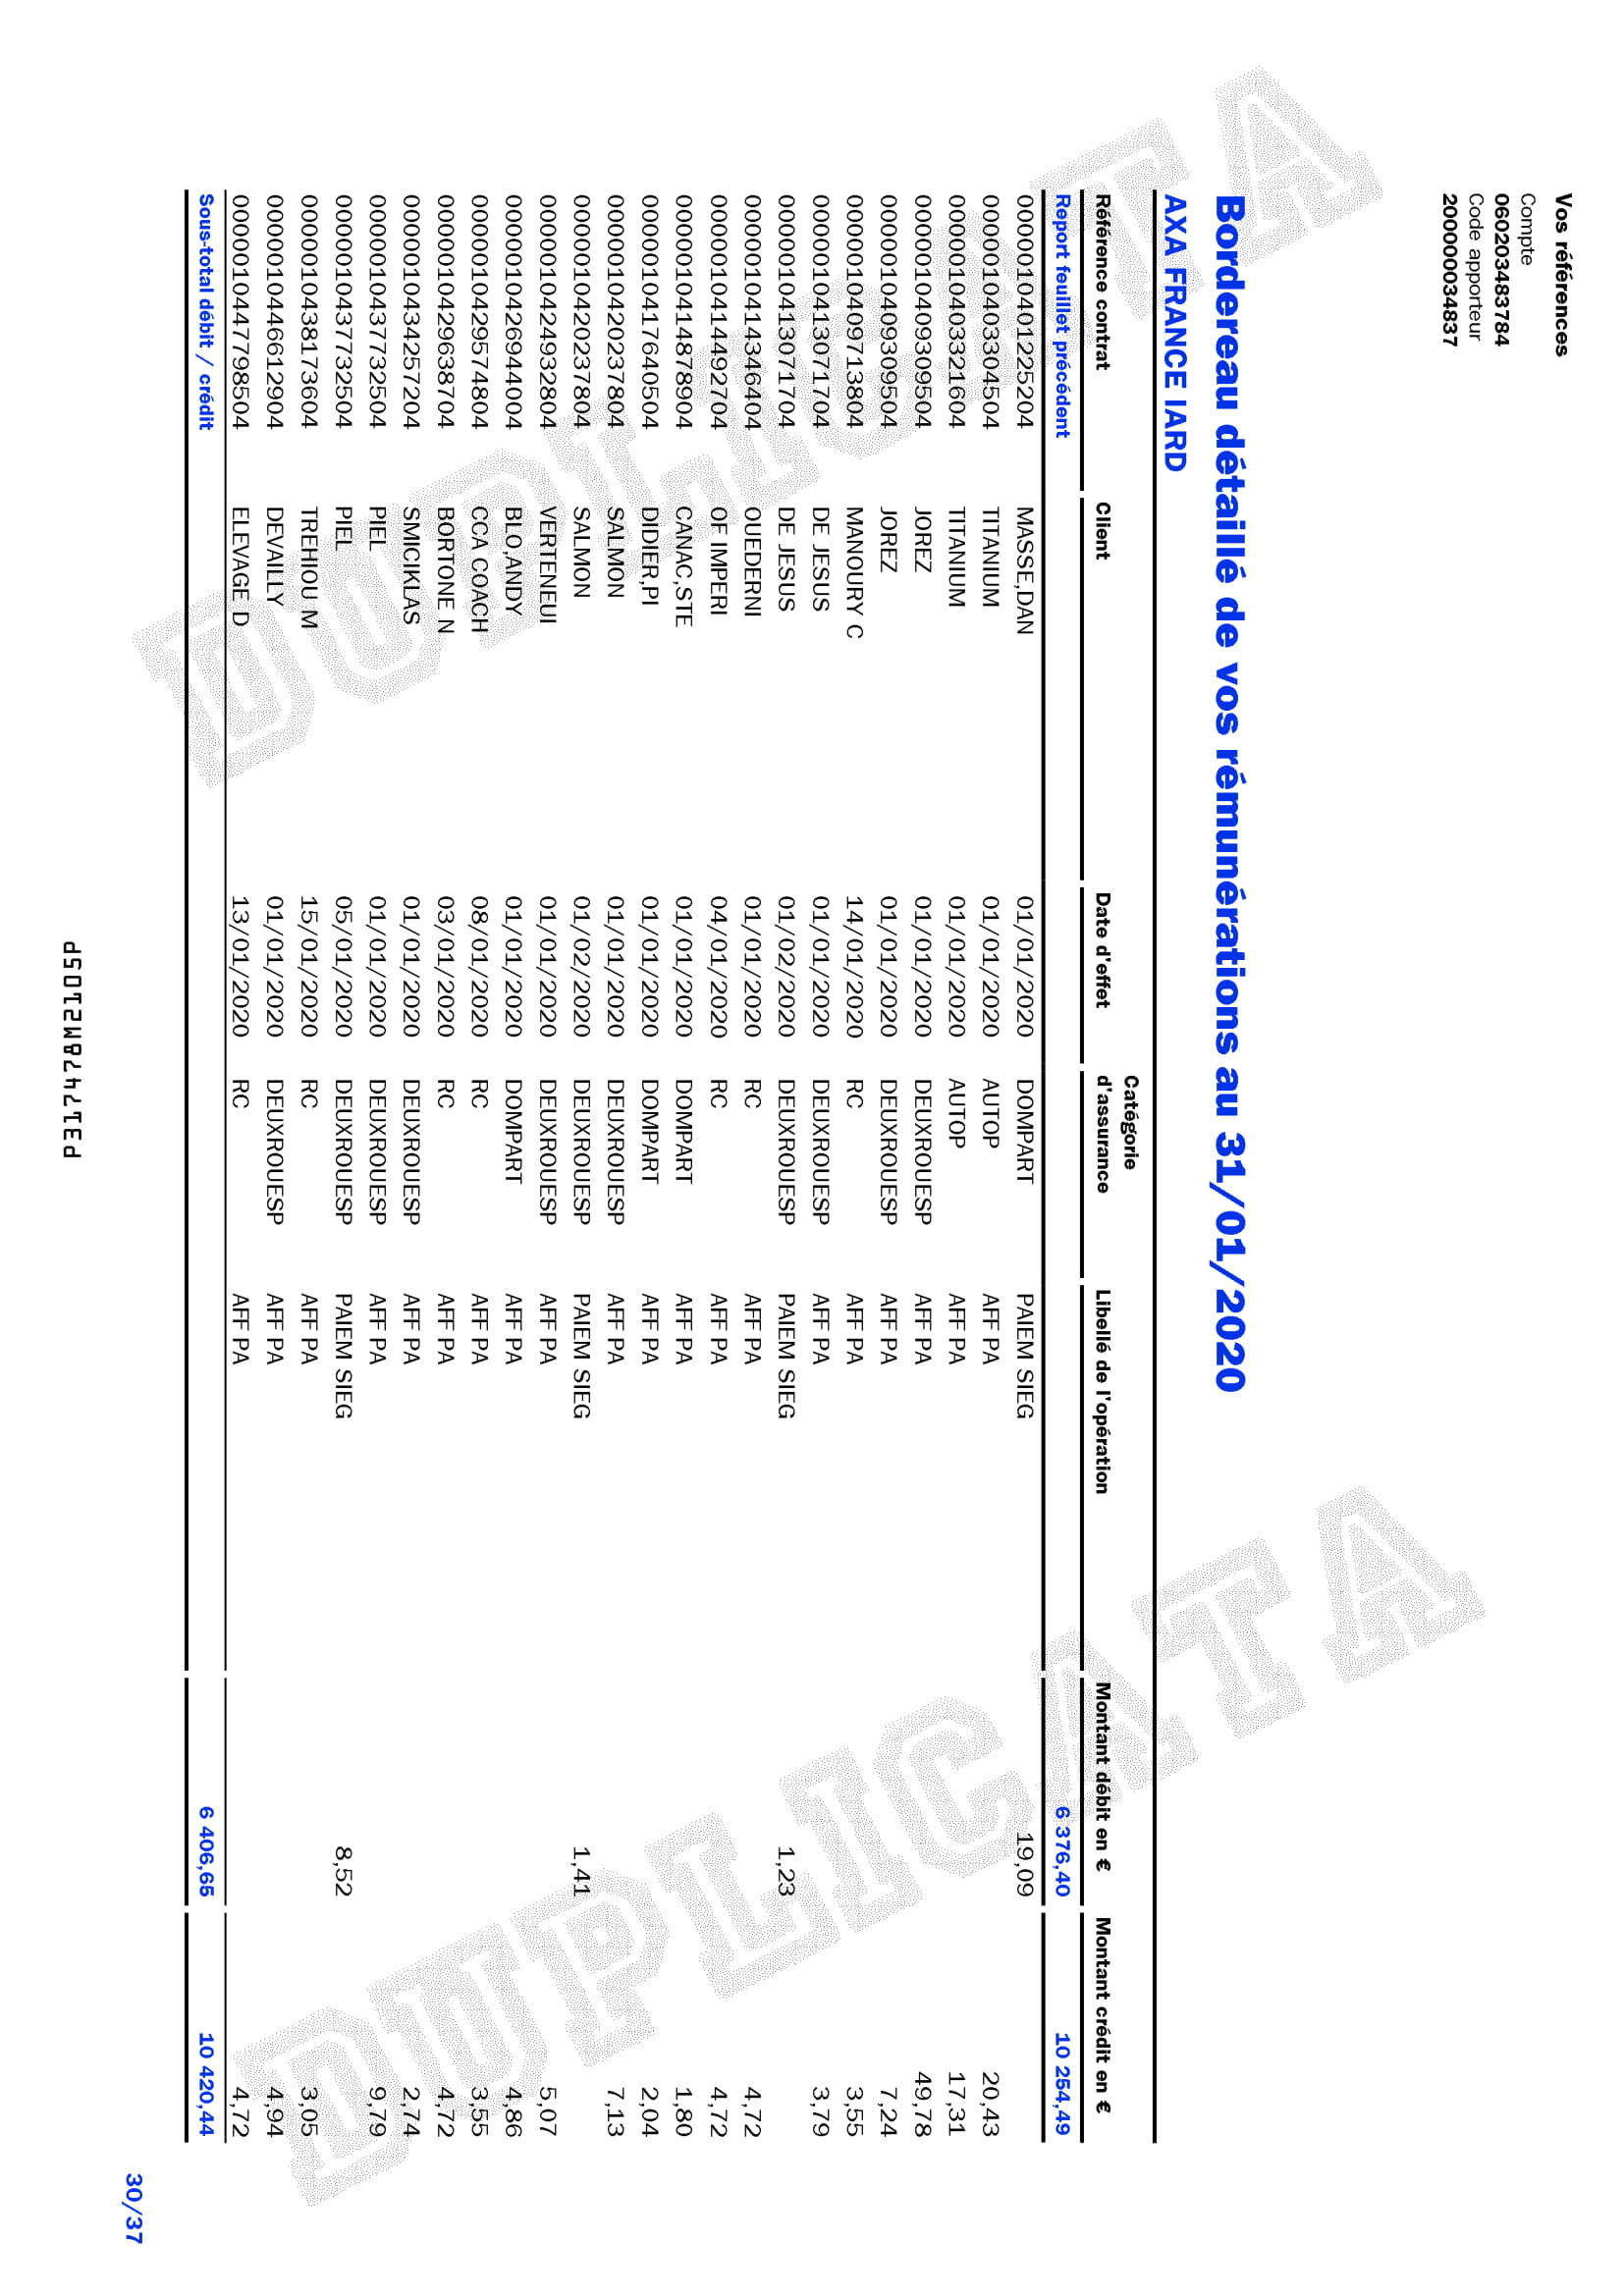 Vos références
Compte
060203483784
Code apporteur
2000003​4837
Bordereau détaillé de vos rémunérations au 31/01/2020
AXA FRANCE IARD
Référence contrat Client Date d'effet Catégorie d'assurance Libellé de l'opération Montant débit en € Montant crédit en €
Report feuillet précédent 6 376,40 10 254,49
0000010401225204 MASSE,DAN 01/01/2020 DOMPART PAIEM SIEG 19,09
0000010403304504 TITANIUM 01/01/2020 AUTOP AFF PA 20,43
0000010403321604 TITANIUM 01/01/2020 AUTOP AFF PA 17,31
0000010409309504 JOREZ 01/01/2020 DEUXROUESP AFF PA 49,78
0000010409309504 JOREZ 01/01/2020 DEUXROUESP AFF PA 7,24
0000010409713804 MANOURY C 14/01/2020 RC AFF PA 3,55
0000010413071704 DE JESUS 01/01/2020 DEUXROUESP AFF PA 3,79
0000010413071704 DE JESUS 01/02/2020 DEUXROUESP PAIEM SIEG 1,23
0000010414346404 OUEDERNI 01/01/2020 RC AFF PA 4,72
0000010414492704 OF IMPERI 04/01/2020 RC AFF PA 4,72
0000010414878904 CANAC,STE 01/01/2020 DOMPART AFF PA 1,80
0000010417640504 DIDIER,PI 01/01/2020 DOMPART AFF PA 2,04
0000010420237804 SALMON 01/01/2020 DEUXROUESP AFF PA 7,13
0000010420237804 SALMON 01/02/2020 DEUXROUESP PAIEM SIEG 1,41
0000010424932804 VERTENEUI 01/01/2020 DEUXROUESP AFF PA 5,07
0000010426944004 BLO,ANDY 01/01/2020 DOMPART AFF PA 4,86
0000010429574804 CCA COACH 08/01/2020 RC AFF PA 3,55
0000010429638704 BORTONE N 03/01/2020 RC AFF PA 4,72
0000010434257204 SMICIKLAS 01/01/2020 DEUXROUESP AFF PA 2,74
0000010437732504 PIEL 01/01/2020 DEUXROUESP AFF PA 9,79
0000010437732504 PIEL 05/01/2020 DEUXROUESP PAIEM SIEG 8,52
0000010438173604 TREHIOU M 15/01/2020 RC AFF PA 3,05
0000010446612904 DEVAILLY 01/01/2020 DEUXROUESP AFF PA 4,94
0000010447798504 ELEVAGE D 13/01/2020 RC AFF PA 4,72
Sous-total débit / crédit 6 406,65 10 420,44
30/37
DUPLICATA
DUPLICATA